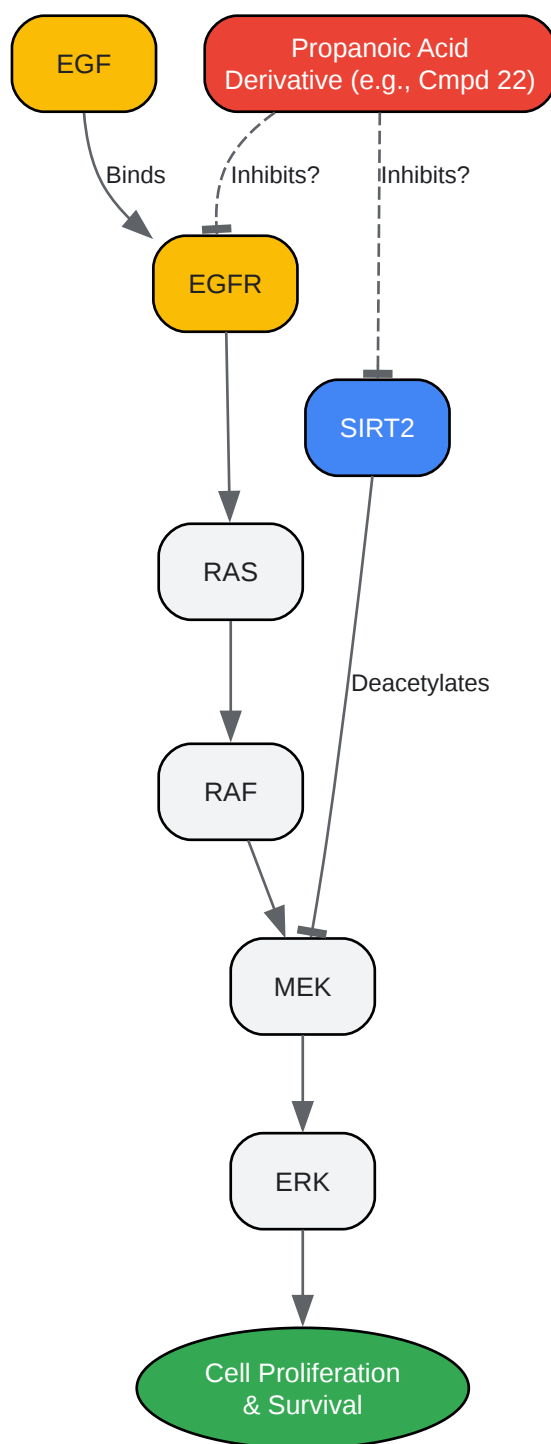 EGF
Propanoic Acid
Derivative (e.g., Cmpd 22)
Binds
Inhibits?
Inhibits?
EGFR
SIRT2
RAS
Deacetylates
RAF
MEK
ERK
Cell Proliferation
& Survival